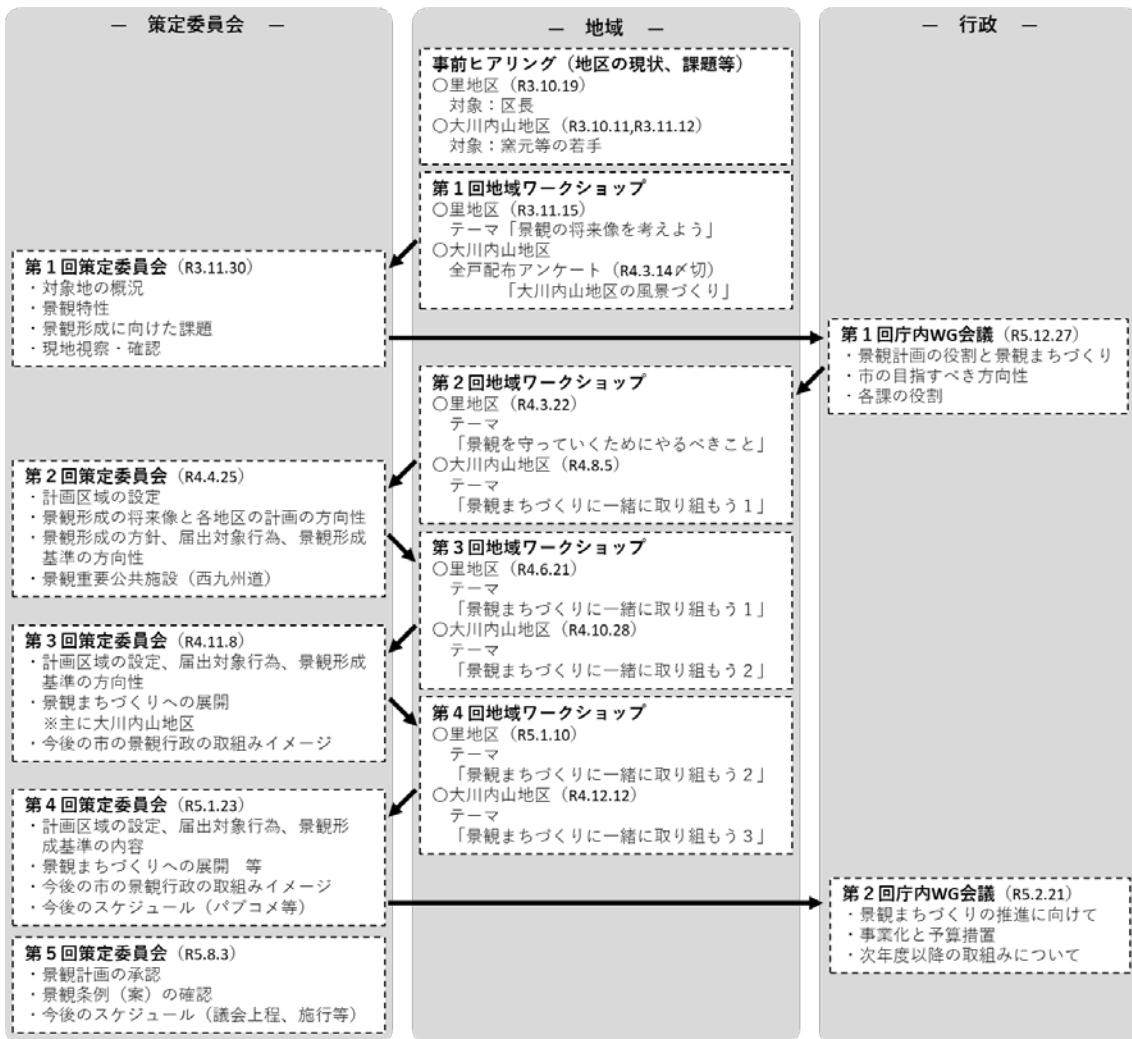 ― 策定委員会 ―
第１回策定委員会（R3.11.30）
・対象地の概況
・景観特性
・景観形成に向けた課題
・現地視察・確認
第２回策定委員会（R4.4.25）
・計画区域の設定
・景観形成の将来像と各地区の計画の方向性
・景観形成の方針、届出対象行為、景観形成
基準の方向性
・景観重要公共施設（西九州道）
第３回策定委員会（R4.11.8）
・計画区域の設定、届出対象行為、景観形成
基準の方向性
・景観まちづくりへの展開
※主に大川内山地区
・今後の市の景観行政の取組みイメージ
第４回策定委員会（R5.1.23）
・計画区域の設定、届出対象行為、景観形
成基準の内容
・景観まちづくりへの展開　等
・今後の市の景観行政の取組みイメージ
・今後のスケジュール（パブコメ等）
第５回策定委員会（R5.8.3）
・景観計画の承認
・景観条例（案）の確認
・今後のスケジュール（議会上程、施行等）
― 地域 ―
事前ヒアリング（地区の現状、課題等）
○里地区（R3.10.19）
対象：区長
○大川内山地区（R3.10.11,R3.11.12）
対象：窯元等の若手
第１回地域ワークショップ
○里地区（R3.11.15）
テーマ「景観の将来像を考えよう」
○大川内山地区
全戸配布アンケート（R4.3.14〆切）
「大川内山地区の風景づくり」
第２回地域ワークショップ
○里地区（R4.3.22）
テーマ
「景観を守っていくためにやるべきこと」
○大川内山地区（R4.8.5）
テーマ
「景観まちづくりに一緒に取り組もう１」
第３回地域ワークショップ
○里地区（R4.6.21）
テーマ
「景観まちづくりに一緒に取り組もう１」
○大川内山地区（R4.10.28）
テーマ
「景観まちづくりに一緒に取り組もう２」
第４回地域ワークショップ
○里地区（R5.1.10）
テーマ
「景観まちづくりに一緒に取り組もう２」
○大川内山地区（R4.12.12）
テーマ
「景観まちづくりに一緒に取り組もう３」
― 行政 ―
第１回庁内WG会議（R5.12.27）
・景観計画の役割と景観まちづくり
・市の目指すべき方向性
・各課の役割
第２回庁内WG会議（R5.2.21）
・景観まちづくりの推進に向けて
・事業化と予算措置
・次年度以降の取組みについて